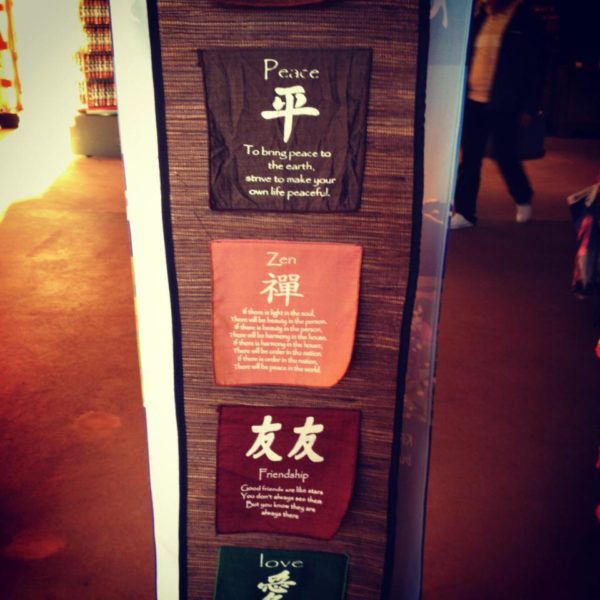 Peace
平
To bring peace to
the earth,
strive to make your
own life peaceful.
Zen
禪
If there is light in the soul,
There will be beauty in the person.
If there is beauty in the person,
There will be harmony in the house.
If there is harmony in the house,
There will be order in the nation.
If there is order in the nation,
There will be peace in the world.
友友
Friendship
Good friends are like stars
You don't always see them
But you know they are
always there
love
愛